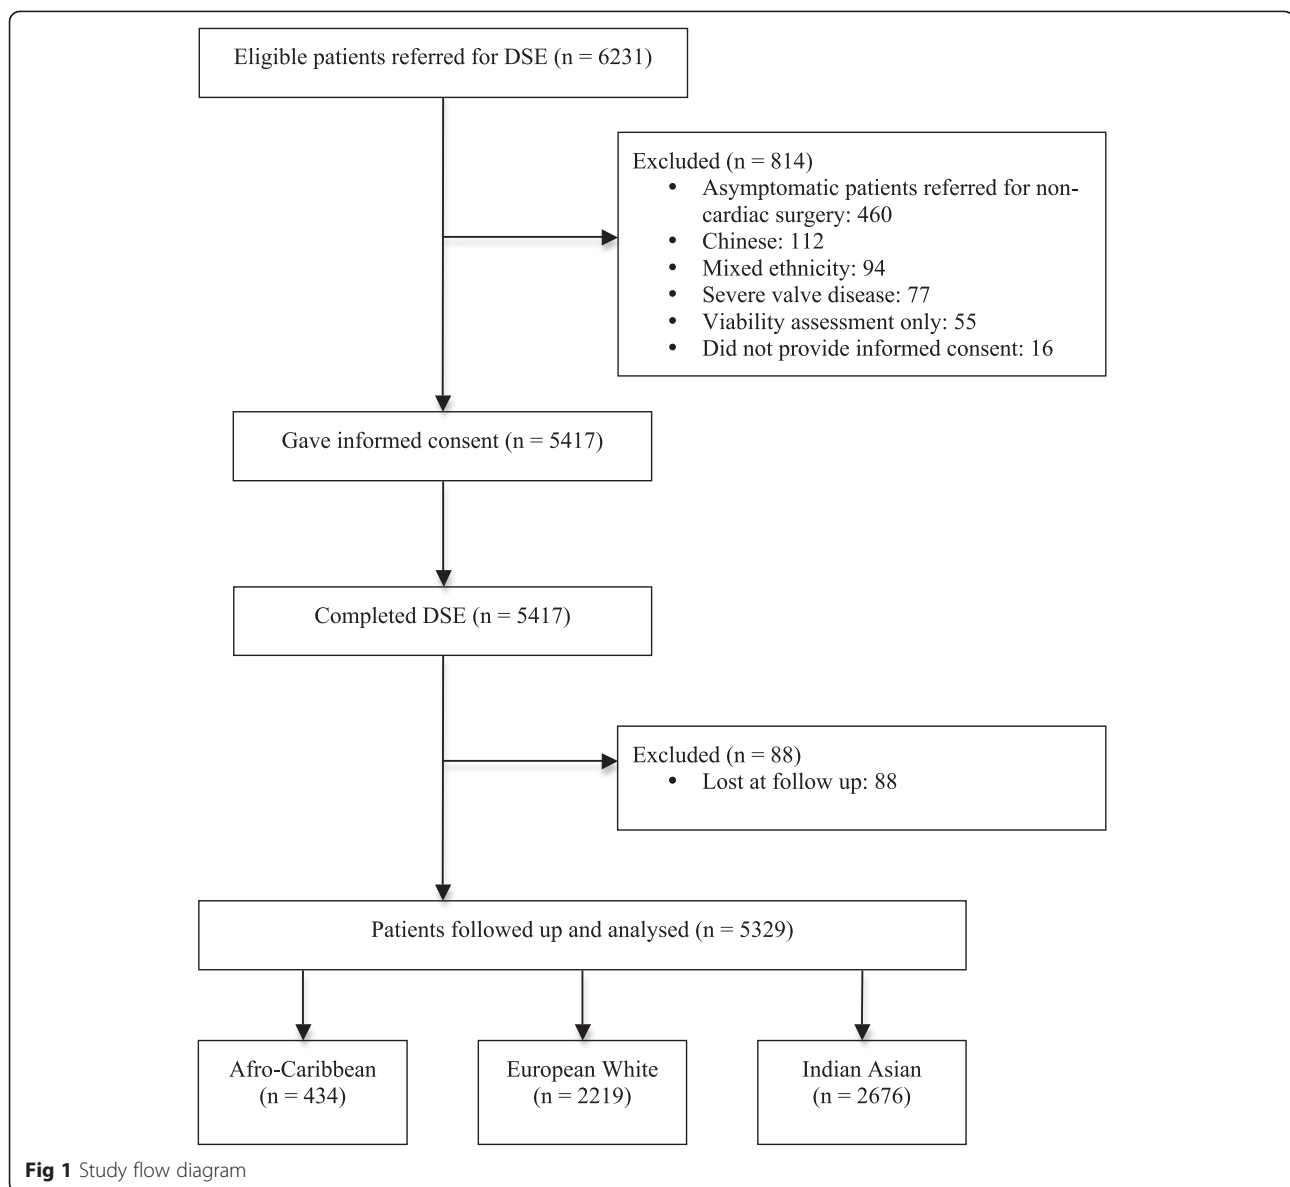 Eligible patients referred for DSE (n = 6231)
Excluded (n = 814)
• Asymptomatic patients referred for non-
cardiac surgery: 460
• Chinese: 112
• Mixed ethnicity: 94
• Severe valve disease: 77
• Viability assessment only: 55
• Did not provide informed consent: 16
Gave informed consent (n = 5417)
Completed DSE (n = 5417)
Excluded (n = 88)
• Lost at follow up: 88
Patients followed up and analysed (n = 5329)
Afro-Caribbean
(n = 434)
European White
(n = 2219)
Indian Asian
(n = 2676)
Fig 1 Study flow diagram